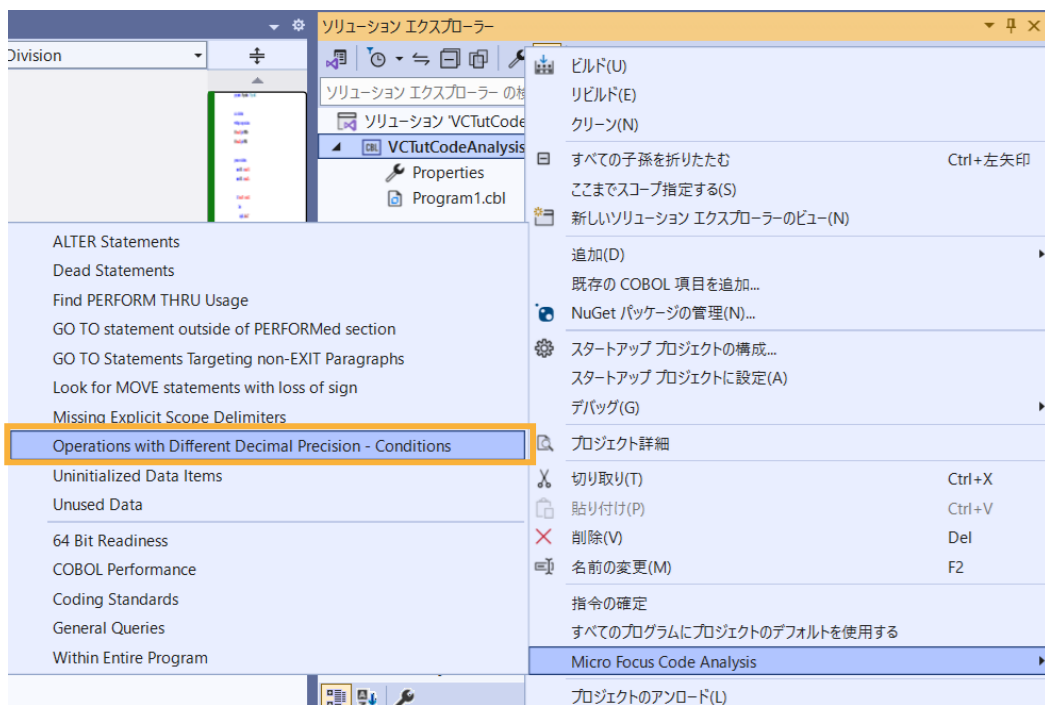 ソリューション エクスプローラー
Division
ソリューション エクスプローラー の検
ソリューション 'VCTutCode
CBL VCTutCodeAnalysis
Properties
Program1.cbl
ALTER Statements
Dead Statements
Find PERFORM THRU Usage
GO TO statement outside of PERFORMed section
GO TO Statements Targeting non-EXIT Paragraphs
Look for MOVE statements with loss of sign
Missing Explicit Scope Delimiters
Operations with Different Decimal Precision - Conditions
Uninitialized Data Items
Unused Data
64 Bit Readiness
COBOL Performance
Coding Standards
General Queries
Within Entire Program
ビルド(U)
リビルド(E)
クリーン(N)
すべての子孫を折りたたむ Ctrl+左矢印
ここまでスコープ指定する(S)
新しいソリューション エクスプローラーのビュー(N)
追加(D)
既存の COBOL 項目を追加...
NuGet パッケージの管理(N)...
スタートアップ プロジェクトの構成...
スタートアップ プロジェクトに設定(A)
デバッグ(G)
プロジェクト詳細
切り取り(T) Ctrl+X
貼り付け(P) Ctrl+V
削除(V) Del
名前の変更(M) F2
指令の確定
すべてのプログラムにプロジェクトのデフォルトを使用する
Micro Focus Code Analysis
プロジェクトのアンロード(L)